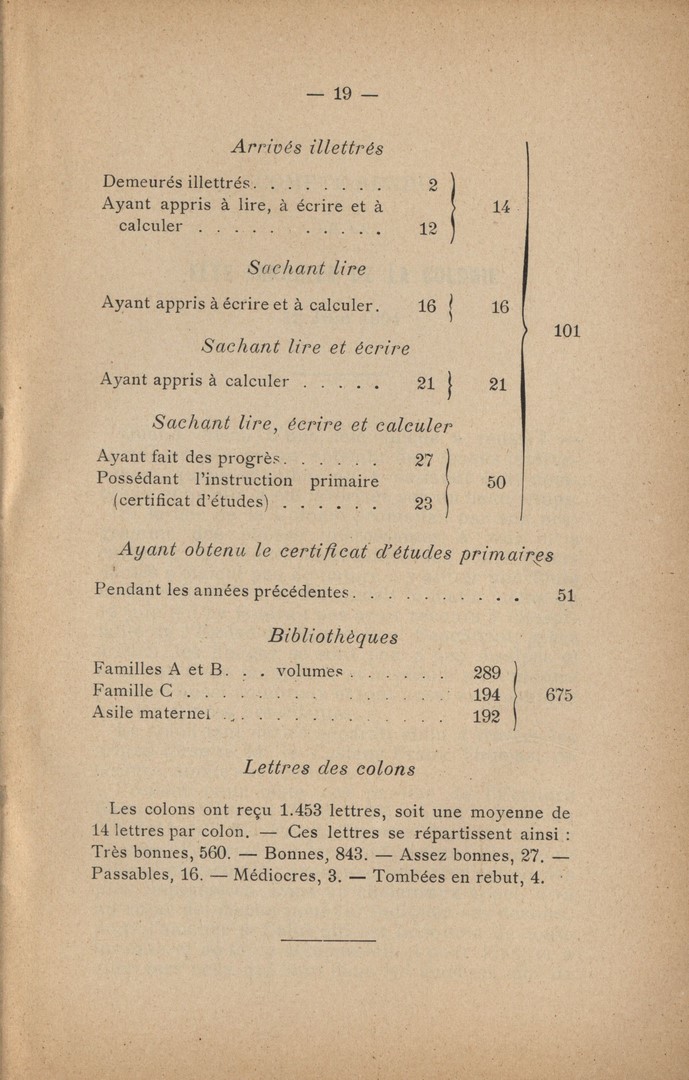 — 19 —
Arrivés illettrés
Demeurés illettrés. . . . . . . . 2
Ayant appris à lire, à écrire et à 14
calculer . . . . . . . . . . 12
Sachant lire
Ayant appris à écrire et à calculer. 16 16
101
Sachant lire et écrire
Ayant appris à calculer . . . . . 21 21
Sachant lire, écrire et calculer
Ayant fait des progrès. . . . . . 27
Possédant l'instruction primaire 50
(certificat d'études) . . . . . . 23
Ayant obtenu le certificat d'études primaires
Pendant les années précédentes. . . . . . . . . . 51
Bibliothèques
Familles A et B. . . volumes . . . . . . 289
Famille C . . . . . . . . . . . . 194 675
Asile maternel . . . . . . . . . . . 192
Lettres des colons
Les colons ont reçu 1.453 lettres, soit une moyenne de
14 lettres par colon. — Ces lettres se répartissent ainsi :
Très bonnes, 560. — Bonnes, 843. — Assez bonnes, 27. —
Passables, 16. — Médiocres, 3. — Tombées en rebut, 4.